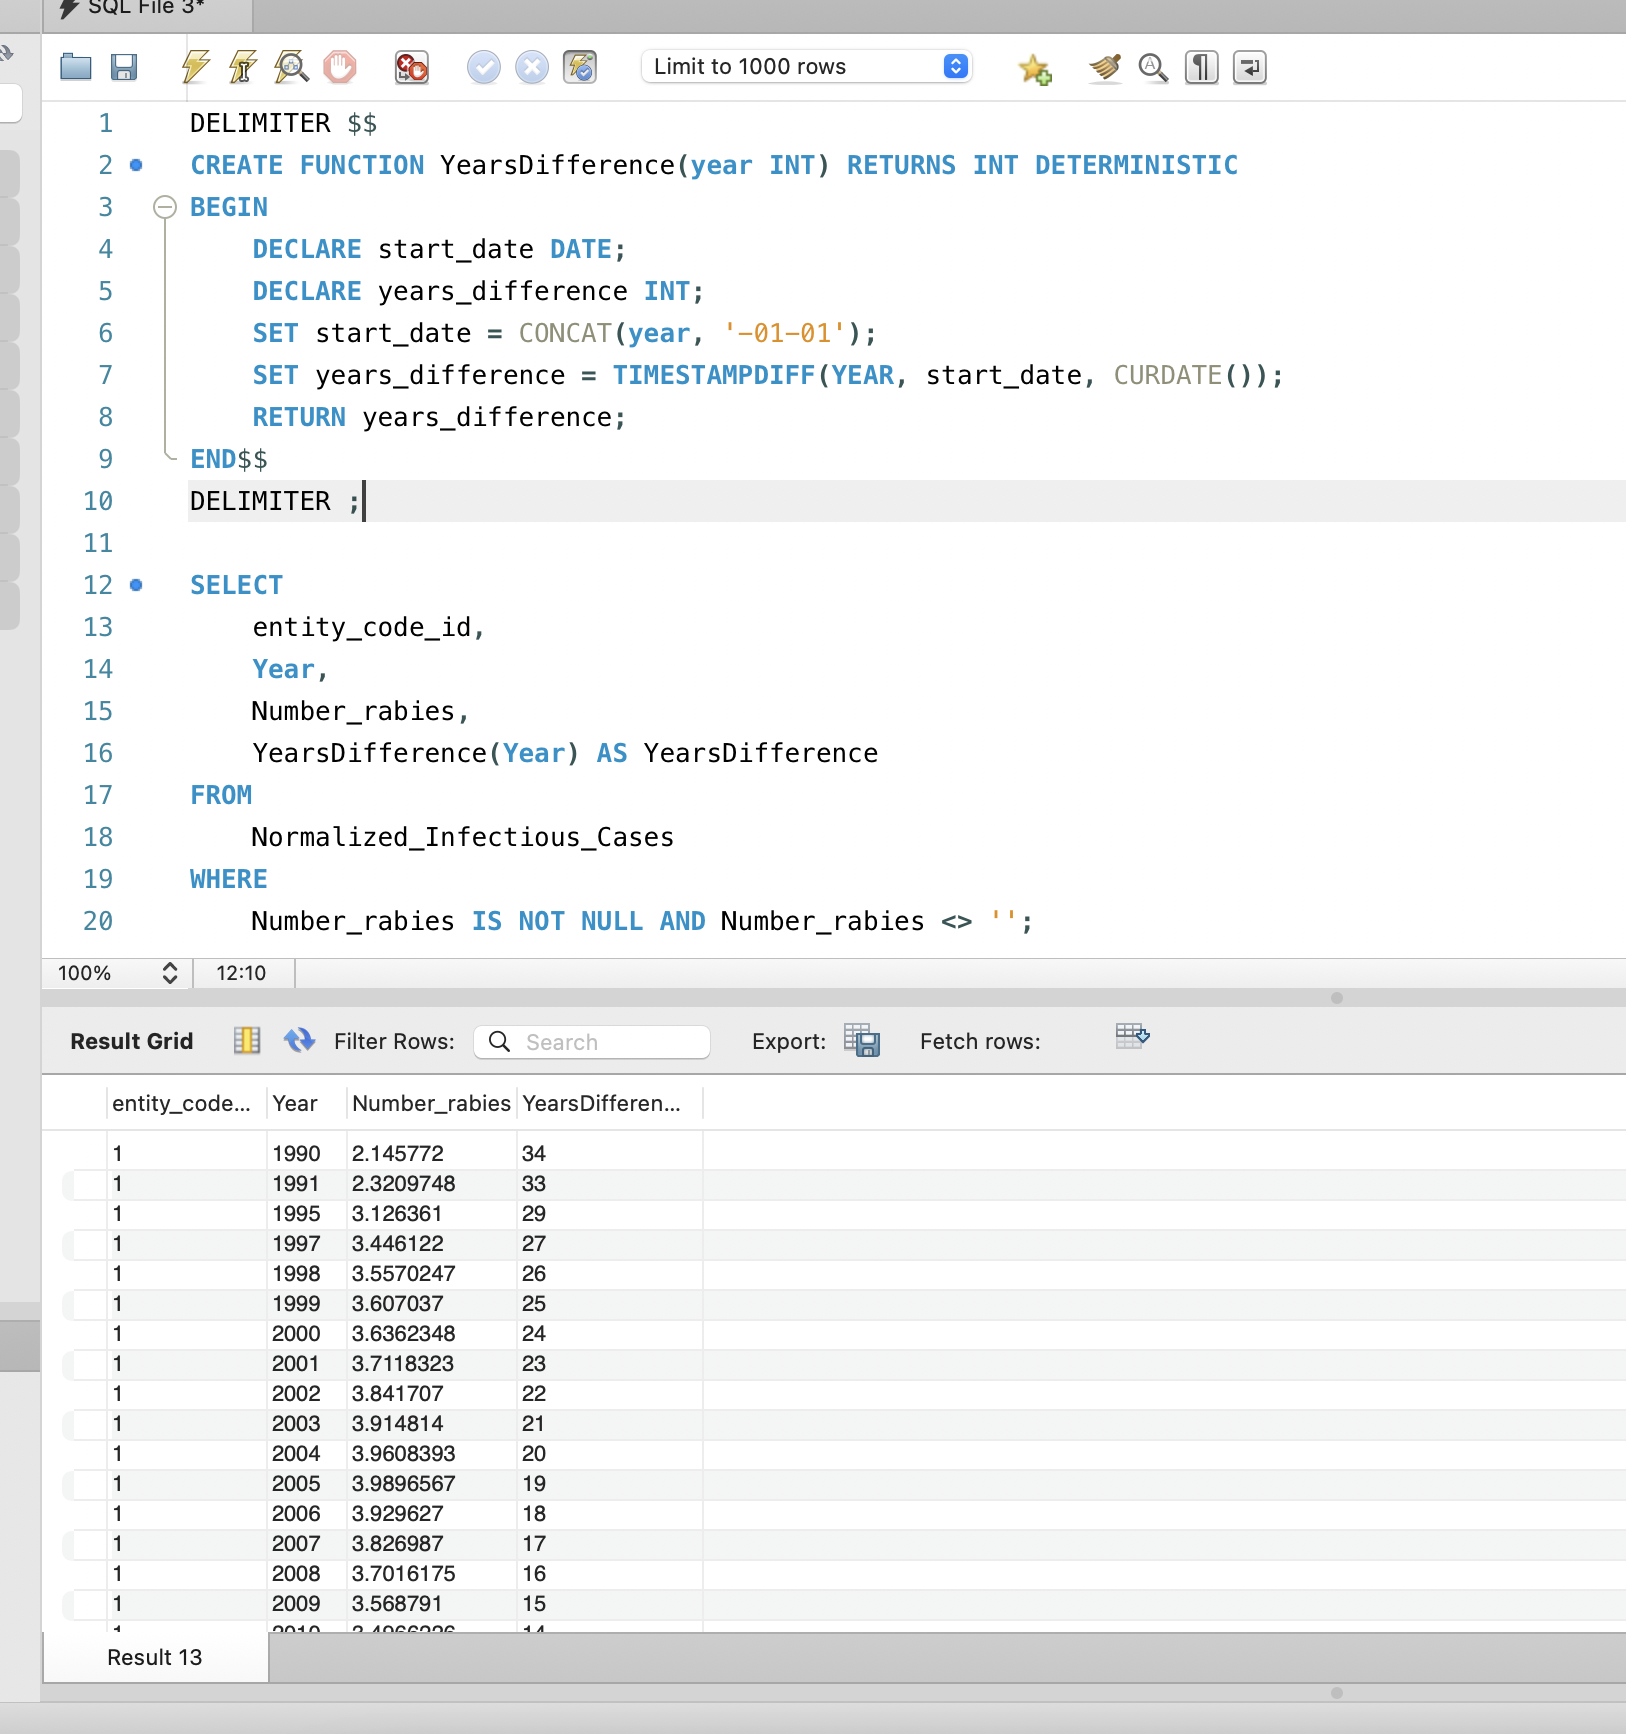 SQL File 3*
Limit to 1000 rows
1 DELIMITER $$
2 CREATE FUNCTION YearsDifference(year INT) RETURNS INT DETERMINISTIC
3 BEGIN
4 DECLARE start_date DATE;
5 DECLARE years_difference INT;
6 SET start_date = CONCAT(year, '-01-01');
7 SET years_difference = TIMESTAMPDIFF(YEAR, start_date, CURDATE());
8 RETURN years_difference;
9 END$$
10 DELIMITER ;
11
12 SELECT
13 entity_code_id,
14 Year,
15 Number_rabies,
16 YearsDifference(Year) AS YearsDifference
17 FROM
18 Normalized_Infectious_Cases
19 WHERE
20 Number_rabies IS NOT NULL AND Number_rabies <> '';
100% 12:10
Result Grid Filter Rows: Search Export: Fetch rows:
entity_code... Year Number_rabies YearsDifferen...
1 1990 2.145772 34
1 1991 2.3209748 33
1 1995 3.126361 29
1 1997 3.446122 27
1 1998 3.5570247 26
1 1999 3.607037 25
1 2000 3.6362348 24
1 2001 3.7118323 23
1 2002 3.841707 22
1 2003 3.914814 21
1 2004 3.9608393 20
1 2005 3.9896567 19
1 2006 3.929627 18
1 2007 3.826987 17
1 2008 3.7016175 16
1 2009 3.568791 15
1 2010 14
Result 13